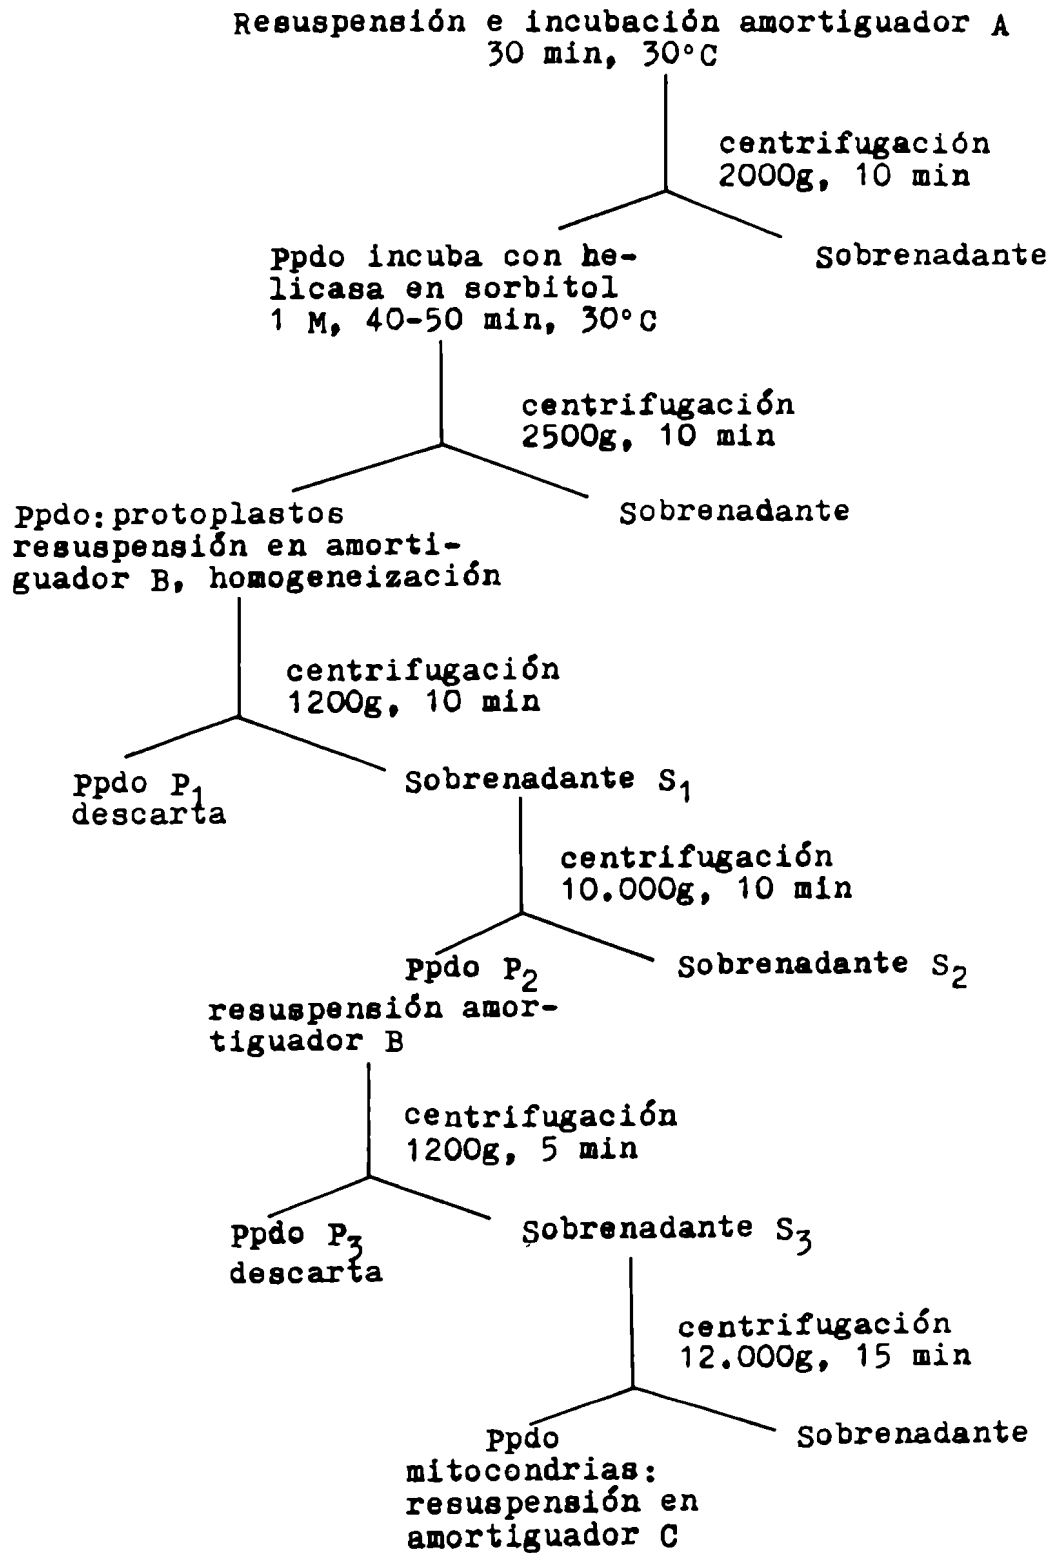 Resuspensión e incubación amortiguador A
30 min, 30°C
centrifugación
2000g, 10 min
Ppdo incuba con he-
licasa en sorbitol
1 M, 40-50 min, 30°C
Sobrenadante
centrifugación
2500g, 10 min
Ppdo: protoplastos
resuspensión en amorti-
guador B, homogeneización
Sobrenadante
centrifugación
1200g, 10 min
Ppdo P₁
descarta
Sobrenadante S₁
centrifugación
10.000g, 10 min
Ppdo P₂
resuspensión amor-
tiguador B
Sobrenadante S₂
centrifugación
1200g, 5 min
Ppdo P₃
descarta
Sobrenadante S₃
centrifugación
12.000g, 15 min
Ppdo
mitocondrias:
resuspensión en
amortiguador C
Sobrenadante